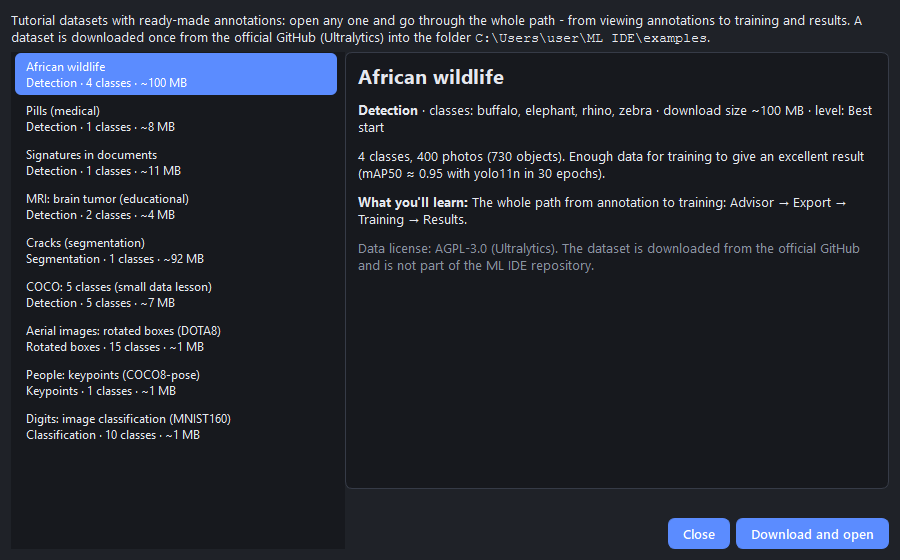 Tutorial datasets with ready-made annotations: open any one and go through the whole path - from viewing annotations to training and results. A
dataset is downloaded once from the official GitHub (Ultralytics) into the folder C:\Users\user\ML IDE\examples.
African wildlife
Detection · 4 classes · ~100 MB
Pills (medical)
Detection · 1 classes · ~8 MB
Signatures in documents
Detection · 1 classes · ~11 MB
MRI: brain tumor (educational)
Detection · 2 classes · ~4 MB
Cracks (segmentation)
Segmentation · 1 classes · ~92 MB
COCO: 5 classes (small data lesson)
Detection · 5 classes · ~7 MB
Aerial images: rotated boxes (DOTA8)
Rotated boxes · 15 classes · ~1 MB
People: keypoints (COCO8-pose)
Keypoints · 1 classes · ~1 MB
Digits: image classification (MNIST160)
Classification · 10 classes · ~1 MB
African wildlife
Detection · classes: buffalo, elephant, rhino, zebra · download size ~100 MB · level: Best
start
4 classes, 400 photos (730 objects). Enough data for training to give an excellent result
(mAP50 ≈ 0.95 with yolo11n in 30 epochs).
What you'll learn: The whole path from annotation to training: Advisor → Export →
Training → Results.
Data license: AGPL-3.0 (Ultralytics). The dataset is downloaded from the official GitHub
and is not part of the ML IDE repository.
Close
Download and open